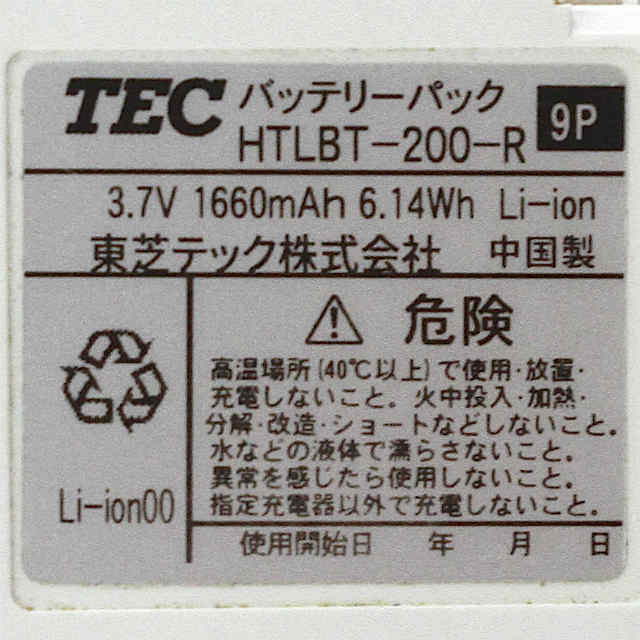 TEC バッテリーパック
HTLBT-200-R 9P
3.7V 1660mAh 6.14Wh Li-ion
東芝テック株式会社 中国製
⚠ 危険
高温場所(40℃以上)で使用・放置・
充電しないこと。火中投入・加熱・
分解・改造・ショートなどしないこと。
水などの液体で濡らさないこと。
異常を感じたら使用しないこと。
指定充電器以外で充電しないこと。
Li-ion00
使用開始日 年 月 日